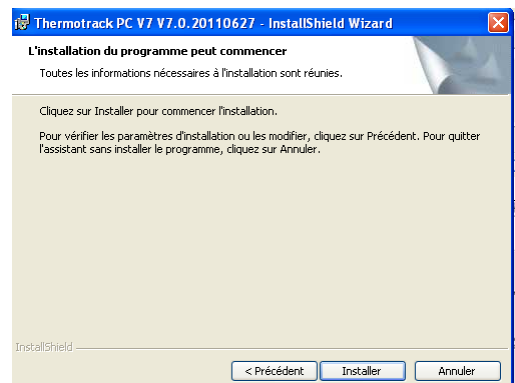 Thermotrack PC V7 V7.0.20110627 - InstallShield Wizard
L'installation du programme peut commencer
Toutes les informations nécessaires à l'installation sont réunies.
Cliquez sur Installer pour commencer l'installation.
Pour vérifier les paramètres d'installation ou les modifier, cliquez sur Précédent. Pour quitter
l'assistant sans installer le programme, cliquez sur Annuler.
InstallShield
< Précédent Installer Annuler